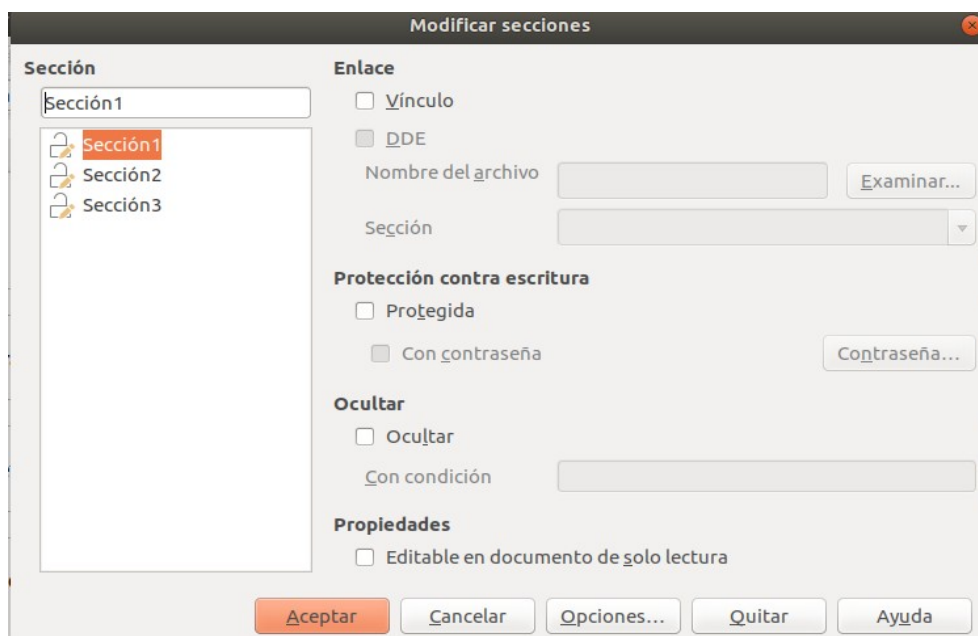 Modificar secciones
Sección
Sección1
Sección1
Sección2
Sección3
Enlace
Vínculo
DDE
Nombre del archivo
Examinar...
Sección
Protección contra escritura
Protegida
Con contraseña
Contraseña...
Ocultar
Ocultar
Con condición
Propiedades
Editable en documento de solo lectura
Aceptar
Cancelar
Opciones...
Quitar
Ayuda